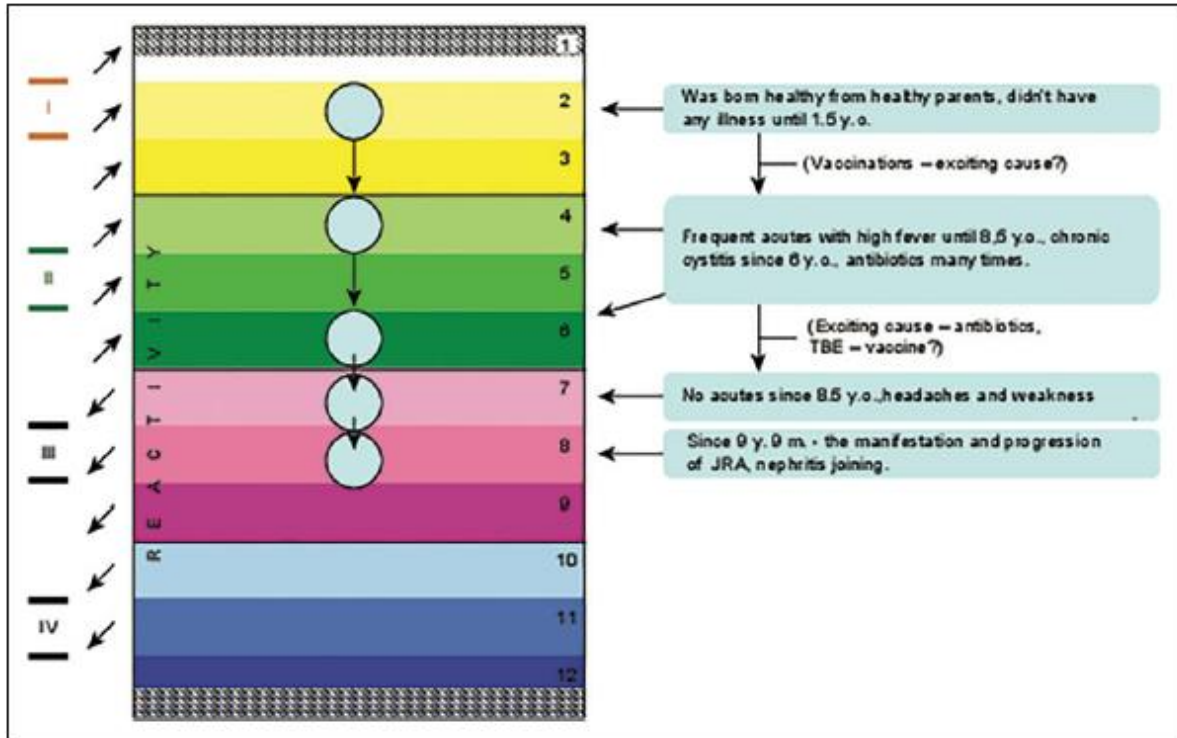 1
I
2
3
4
II
5
6
7
III
8
9
10
IV
11
12
REACTIVITY
Was born healthy from healthy parents, didn't have
any illness until 1.5 y.o.
(Vaccinations – exciting cause?)
Frequent acutes with high fever until 8,5 y.o., chronic
cystitis since 6 y.o., antibiotics many times.
(Exciting cause – antibiotics,
TBE – vaccine?)
No acutes since 8.5 y.o.,headaches and weakness
Since 9 y. 9 m. - the manifestation and progression
of JRA, nephritis joining.